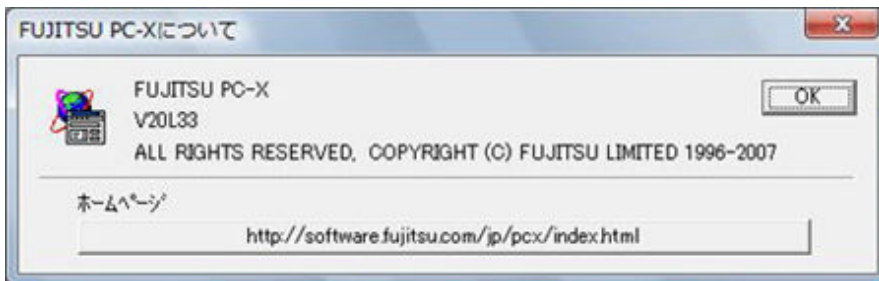 FUJITSU PC-Xについて
FUJITSU PC-X
OK
V20L33
ALL RIGHTS RESERVED, COPYRIGHT (C) FUJITSU LIMITED 1996-2007
ﾎｰﾑﾍﾟｰｼﾞ
http://software.fujitsu.com/jp/pcx/index.html